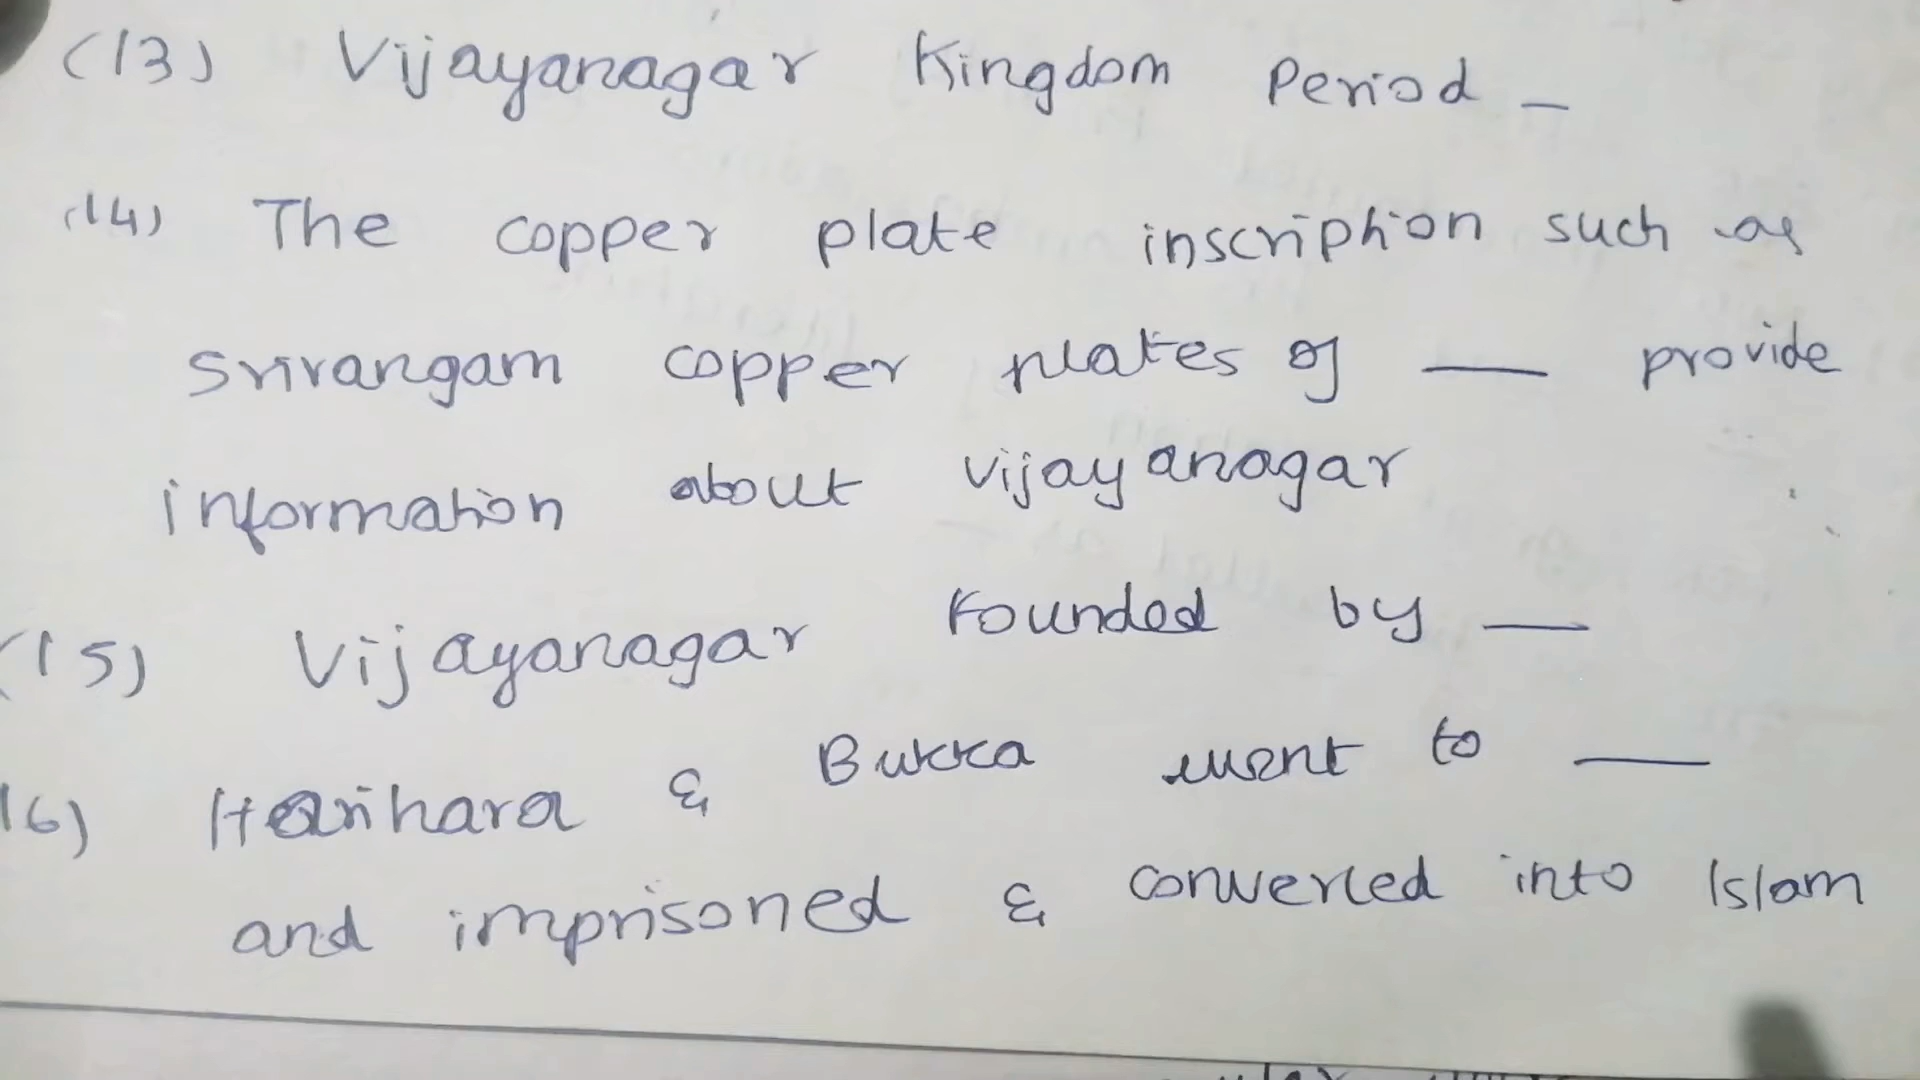 (13) Vijayanagar Kingdom Period _
(14) The copper plate inscription such as
Srirangam copper plates of — provide
information about vijayanagar
(15) Vijayanagar Founded by —
16) Harihara & Bukka went to —
and imprisoned & converted into Islam